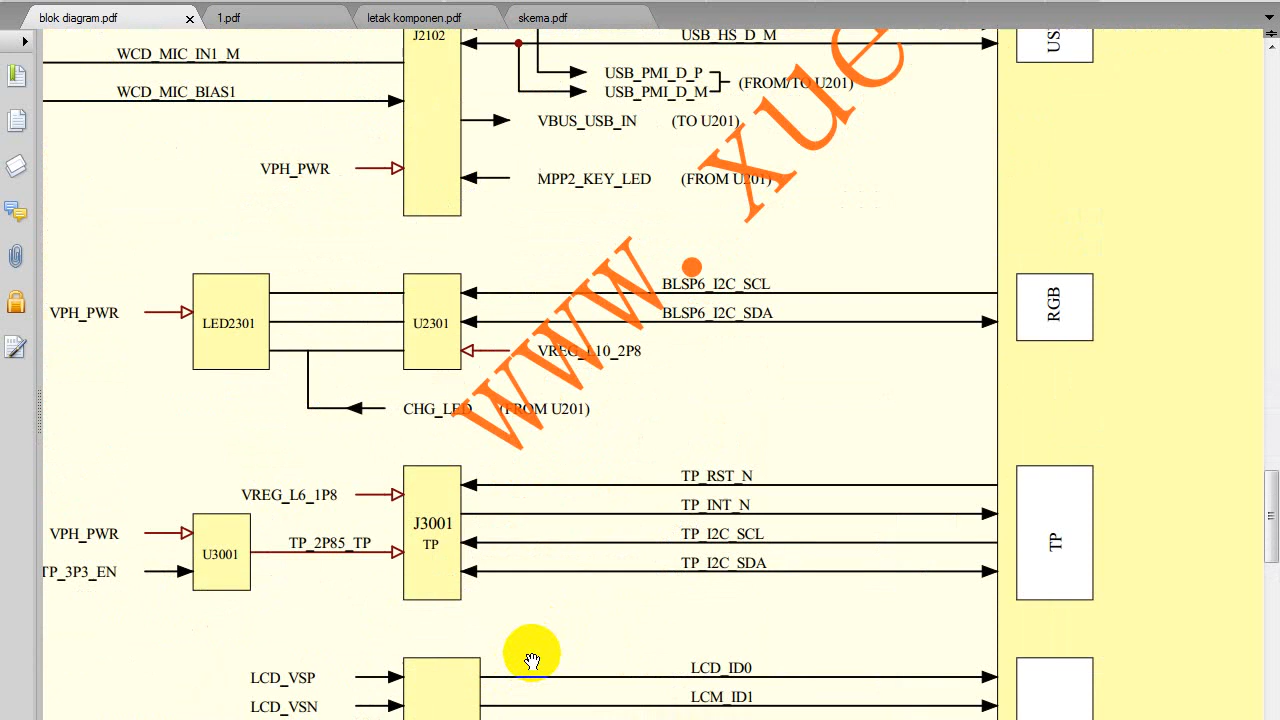 blok diagram.pdf
1.pdf
letak komponen.pdf
skema.pdf
J2102
USB_HS_D_M
US
WCD_MIC_IN1_M
USB_PMI_D_P
USB_PMI_D_M
(FROM/TO U201)
WCD_MIC_BIAS1
VBUS_USB_IN (TO U201)
VPH_PWR
MPP2_KEY_LED (FROM U201)
www. xue
VPH_PWR
LED2301
U2301
BLSP6_I2C_SCL
BLSP6_I2C_SDA
VREG_L10_2P8
RGB
CHG_LED (FROM U201)
VREG_L6_1P8
VPH_PWR
U3001
TP_2P85_TP
TP_3P3_EN
J3001
TP
TP_RST_N
TP_INT_N
TP_I2C_SCL
TP_I2C_SDA
TP
LCD_VSP
LCD_VSN
LCD_ID0
LCM_ID1